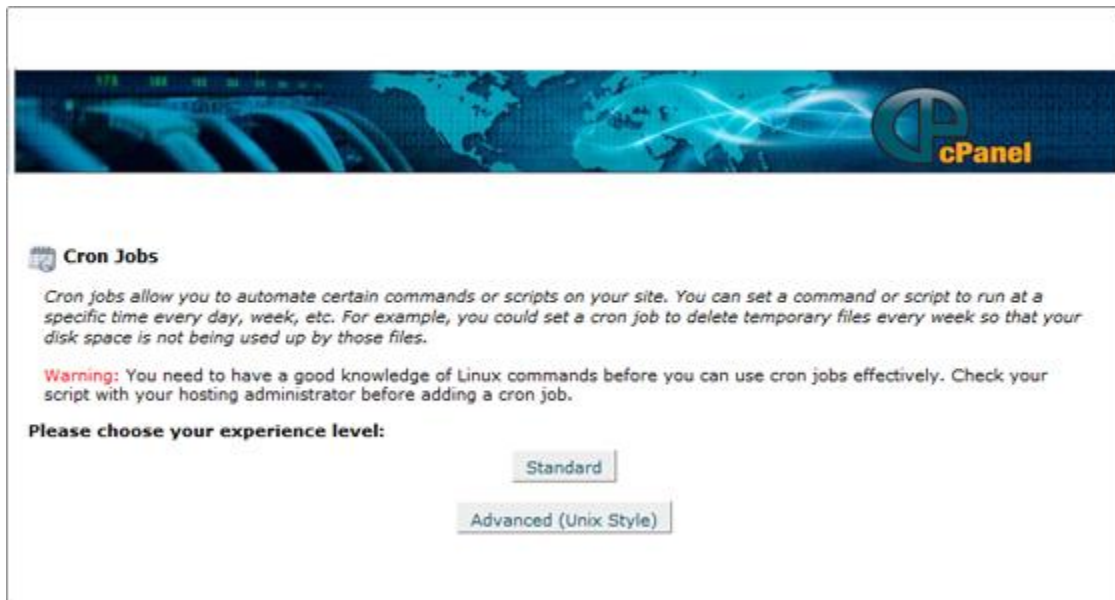 cPanel
Cron Jobs
Cron jobs allow you to automate certain commands or scripts on your site. You can set a command or script to run at a
specific time every day, week, etc. For example, you could set a cron job to delete temporary files every week so that your
disk space is not being used up by those files.
Warning: You need to have a good knowledge of Linux commands before you can use cron jobs effectively. Check your
script with your hosting administrator before adding a cron job.
Please choose your experience level:
Standard
Advanced (Unix Style)